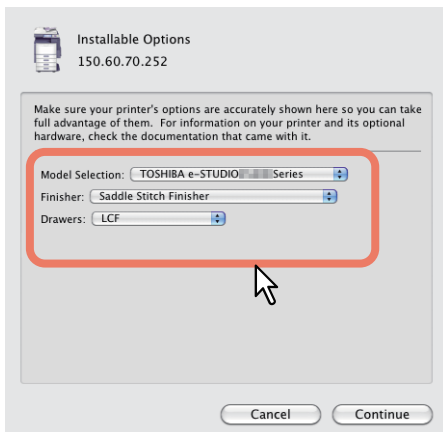 Installable Options
150.60.70.252
Make sure your printer's options are accurately shown here so you can take
full advantage of them. For information on your printer and its optional
hardware, check the documentation that came with it.
Model Selection: TOSHIBA e-STUDIO Series
Finisher: Saddle Stitch Finisher
Drawers: LCF
Cancel Continue